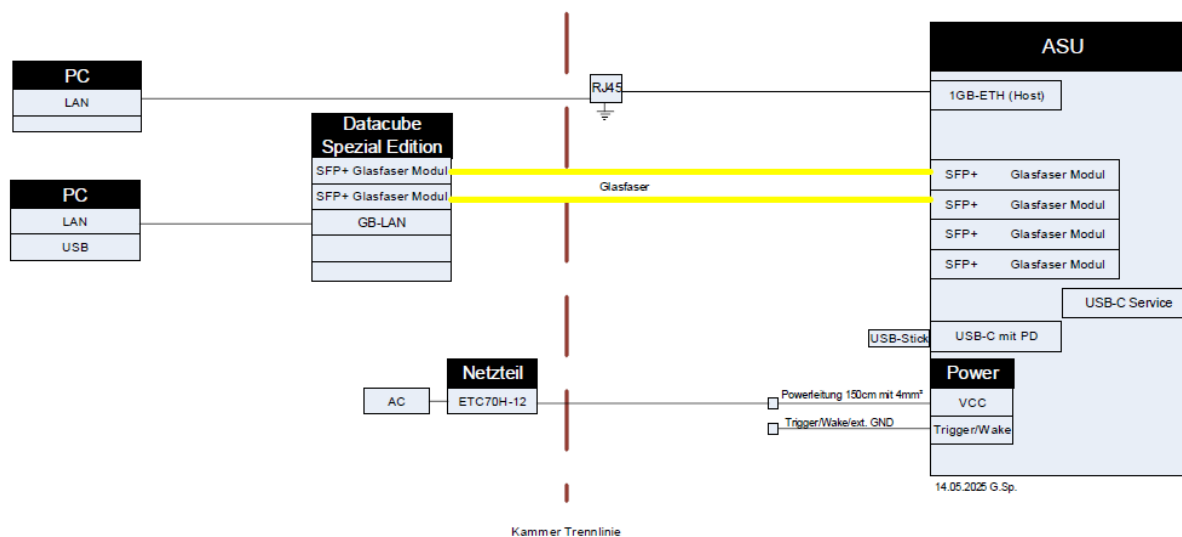 ASU
PC
LAN
RJ45
1GB-ETH (Host)
Datacube
Spezial Edition
SFP+ Glasfaser Modul
SFP+ Glasfaser Modul
GB-LAN
Glasfaser
SFP+ Glasfaser Modul
SFP+ Glasfaser Modul
SFP+ Glasfaser Modul
SFP+ Glasfaser Modul
PC
LAN
USB
USB-C Service
USB-Stick
USB-C mit PD
Netzteil
AC
ETC70H-12
Powerleitung 150cm mit 4mm²
Trigger/Wake/ext. GND
Power
VCC
Trigger/Wake
14.05.2025 G.Sp.
Kammer Trennlinie